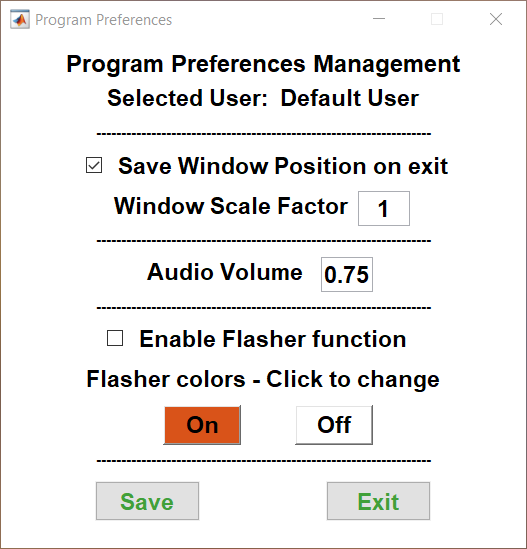 Program Preferences
Program Preferences Management
Selected User: Default User
Save Window Position on exit
Window Scale Factor 1
Audio Volume 0.75
Enable Flasher function
Flasher colors - Click to change
On Off
Save Exit